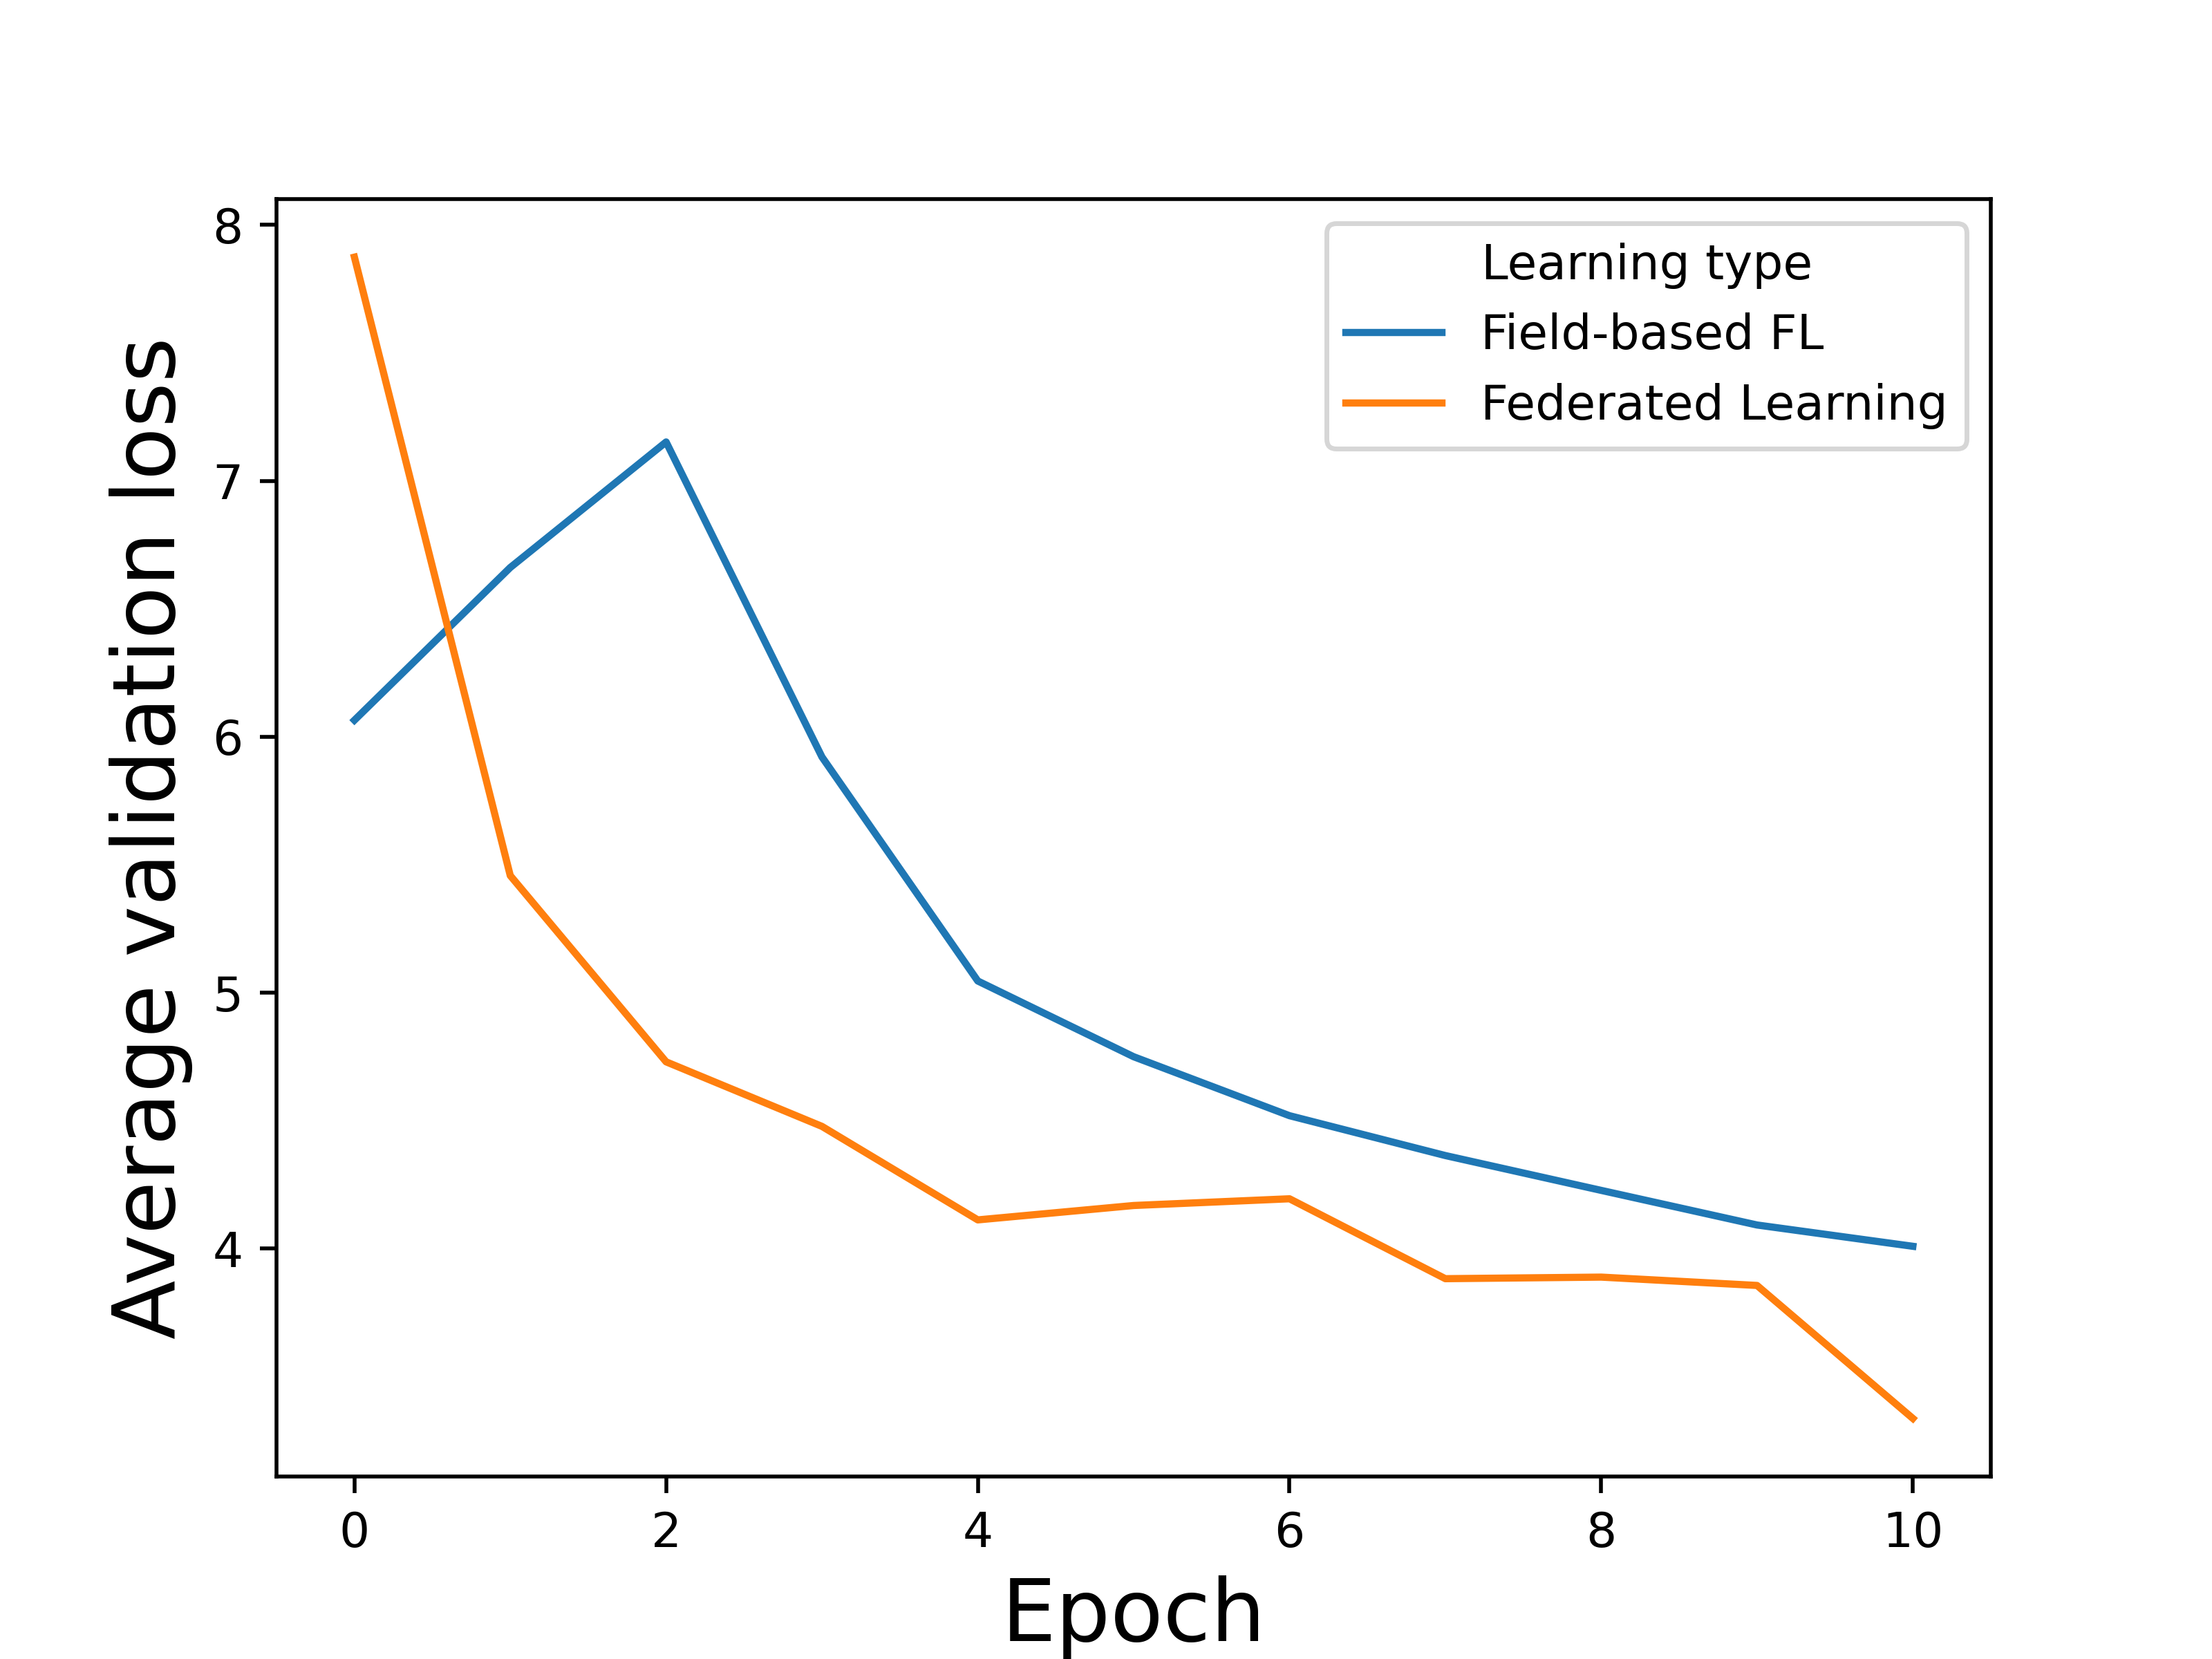 8
7
6
5
4
Average validation loss
Learning type
Field-based FL
Federated Learning
0 2 4 6 8 10
Epoch